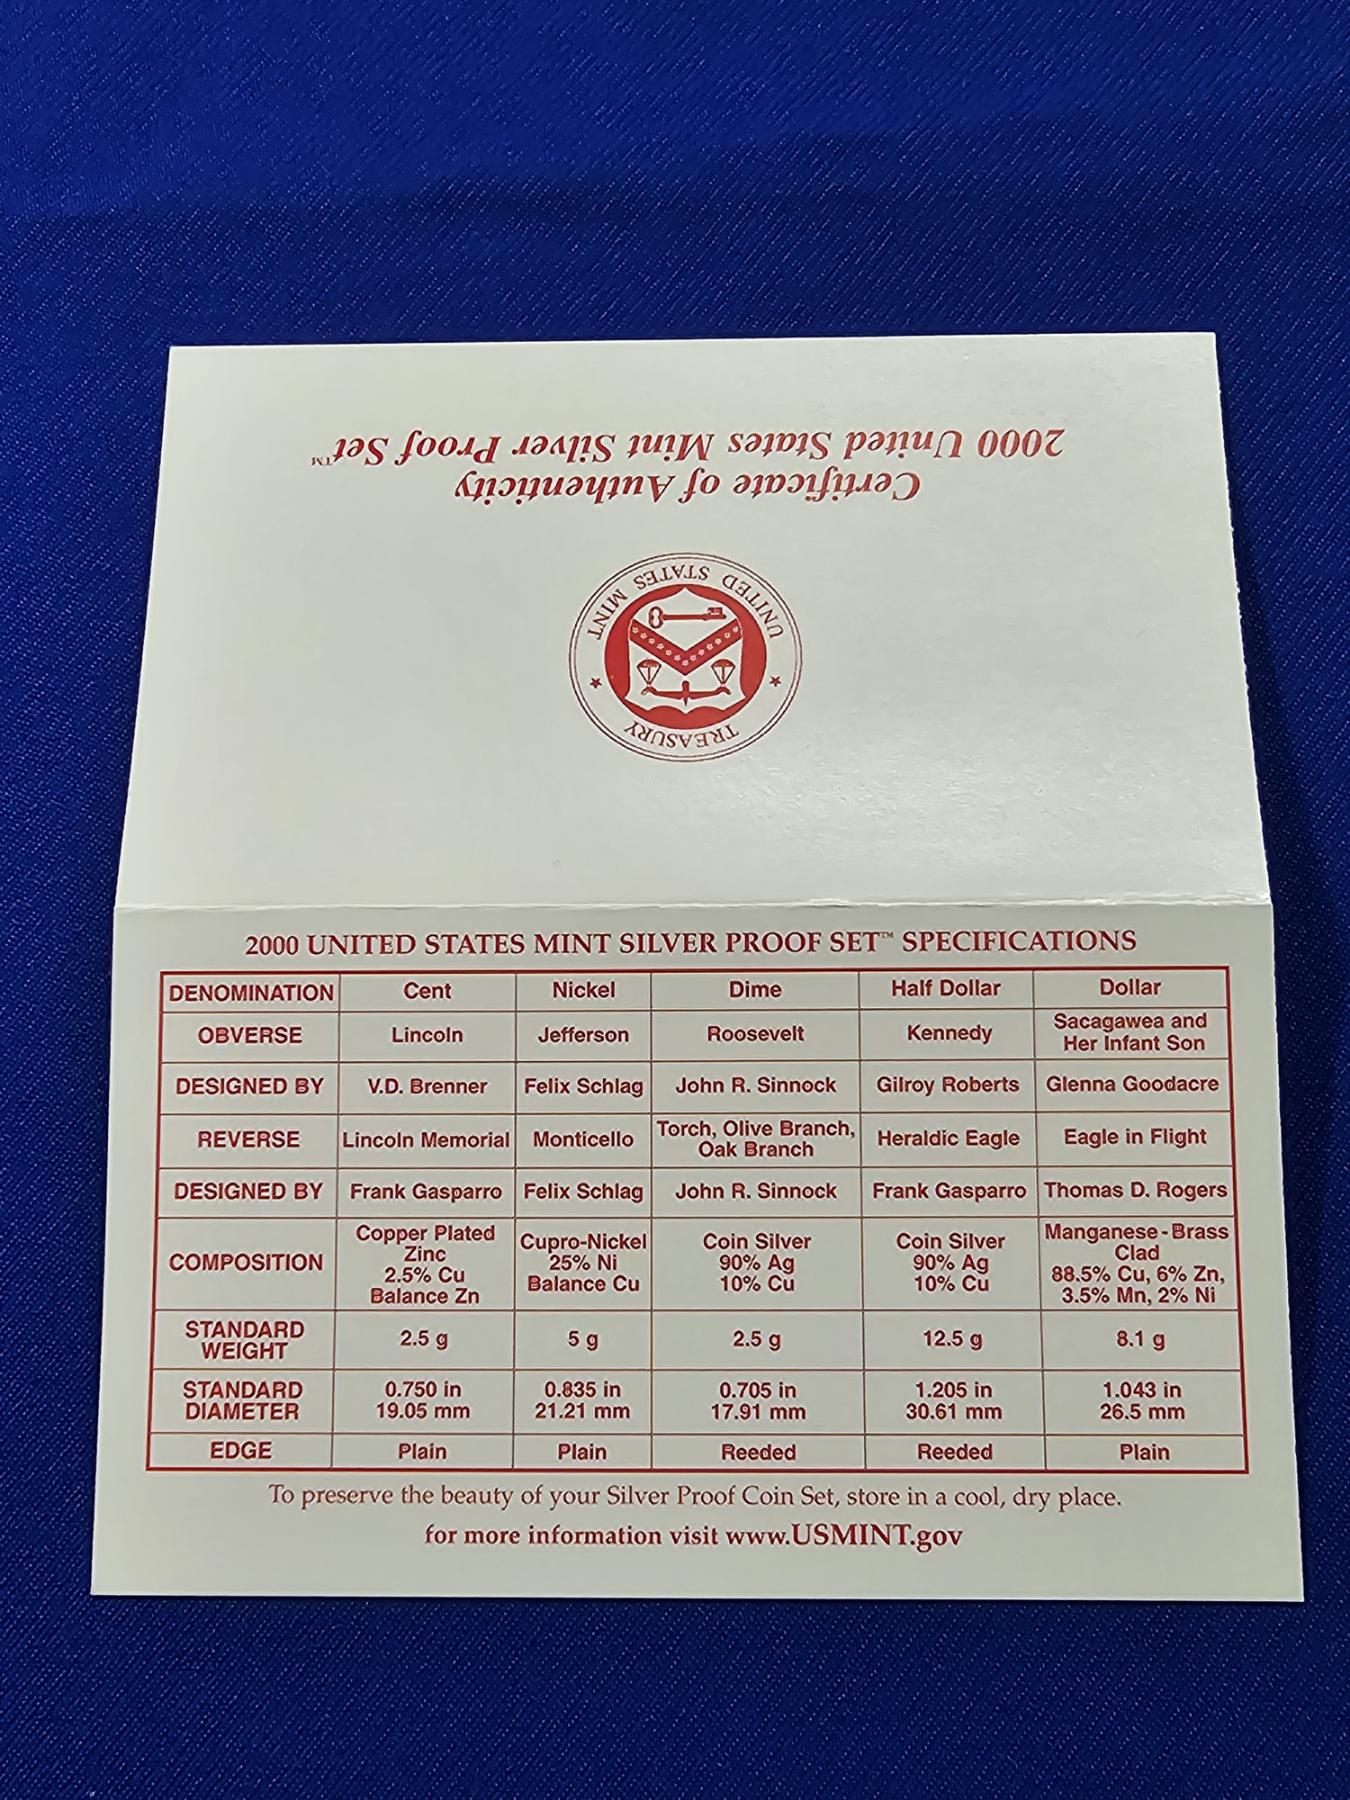 2000 United States Mint Silver Proof Set™
Certificate of Authenticity
UNITED STATES MINT
TREASURY
2000 UNITED STATES MINT SILVER PROOF SET™ SPECIFICATIONS
DENOMINATION Cent Nickel Dime Half Dollar Dollar
OBVERSE Lincoln Jefferson Roosevelt Kennedy Sacagawea and
Her Infant Son
DESIGNED BY V.D. Brenner Felix Schlag John R. Sinnock Gilroy Roberts Glenna Goodacre
REVERSE Lincoln Memorial Monticello Torch, Olive Branch, Heraldic Eagle Eagle in Flight
Oak Branch
DESIGNED BY Frank Gasparro Felix Schlag John R. Sinnock Frank Gasparro Thomas D. Rogers
COMPOSITION Copper Plated Cupro-Nickel Coin Silver Coin Silver Manganese-Brass
Zinc 25% Ni 90% Ag 90% Ag Clad
2.5% Cu Balance Cu 10% Cu 10% Cu 88.5% Cu, 6% Zn,
Balance Zn 3.5% Mn, 2% Ni
STANDARD 2.5 g 5 g 2.5 g 12.5 g 8.1 g
WEIGHT
STANDARD 0.750 in 0.835 in 0.705 in 1.205 in 1.043 in
DIAMETER 19.05 mm 21.21 mm 17.91 mm 30.61 mm 26.5 mm
EDGE Plain Plain Reeded Reeded Plain
To preserve the beauty of your Silver Proof Coin Set, store in a cool, dry place.
for more information visit www.USMINT.gov